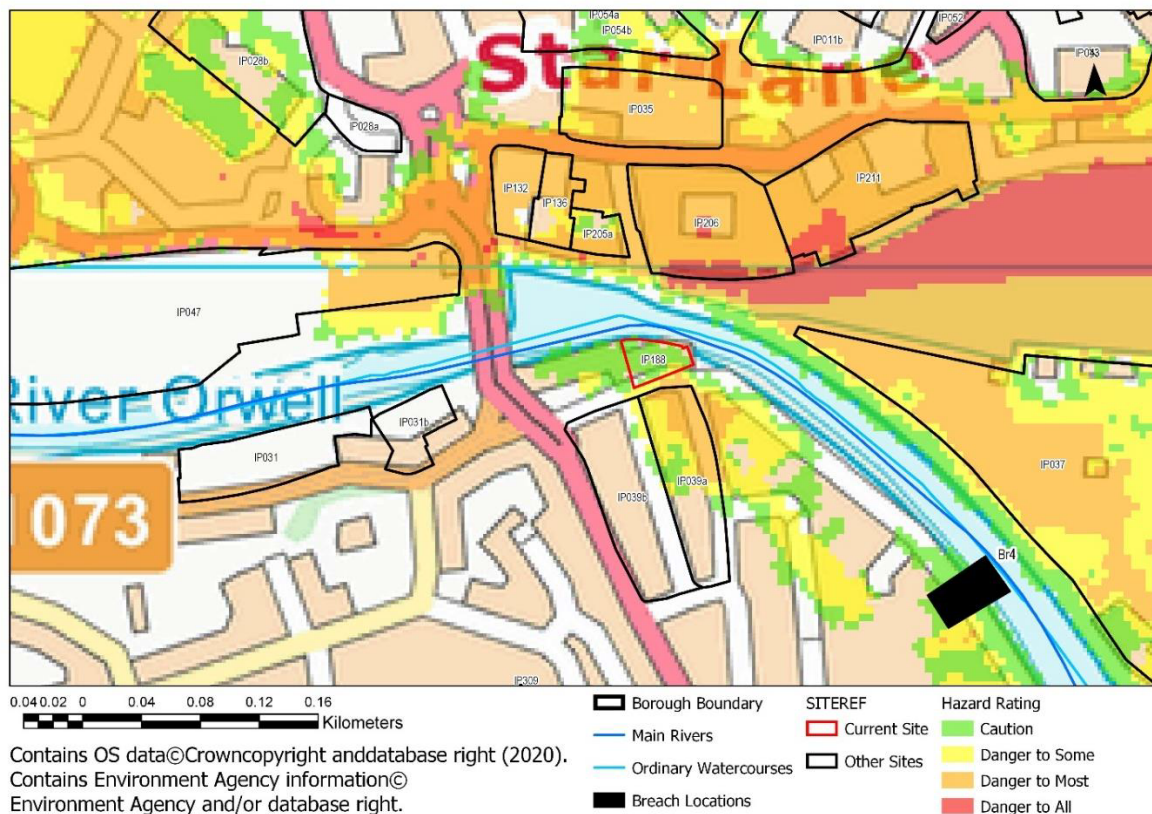 IP054a
IP054b
IP011b
IP052
IP043
IP028b
Star Lane
IP035
IP028a
IP132
IP136
IP205a
IP206
IP211
IP047
IP188
River Orwell
IP031b
IP031
IP039b
IP039a
IP037
1073
Br4
IP309
0.04 0.02 0 0.04 0.08 0.12 0.16
Kilometers
Contains OS data©Crowncopyright anddatabase right (2020).
Contains Environment Agency information©
Environment Agency and/or database right.
Borough Boundary
Main Rivers
Ordinary Watercourses
Breach Locations
SITEREF
Current Site
Other Sites
Hazard Rating
Caution
Danger to Some
Danger to Most
Danger to All